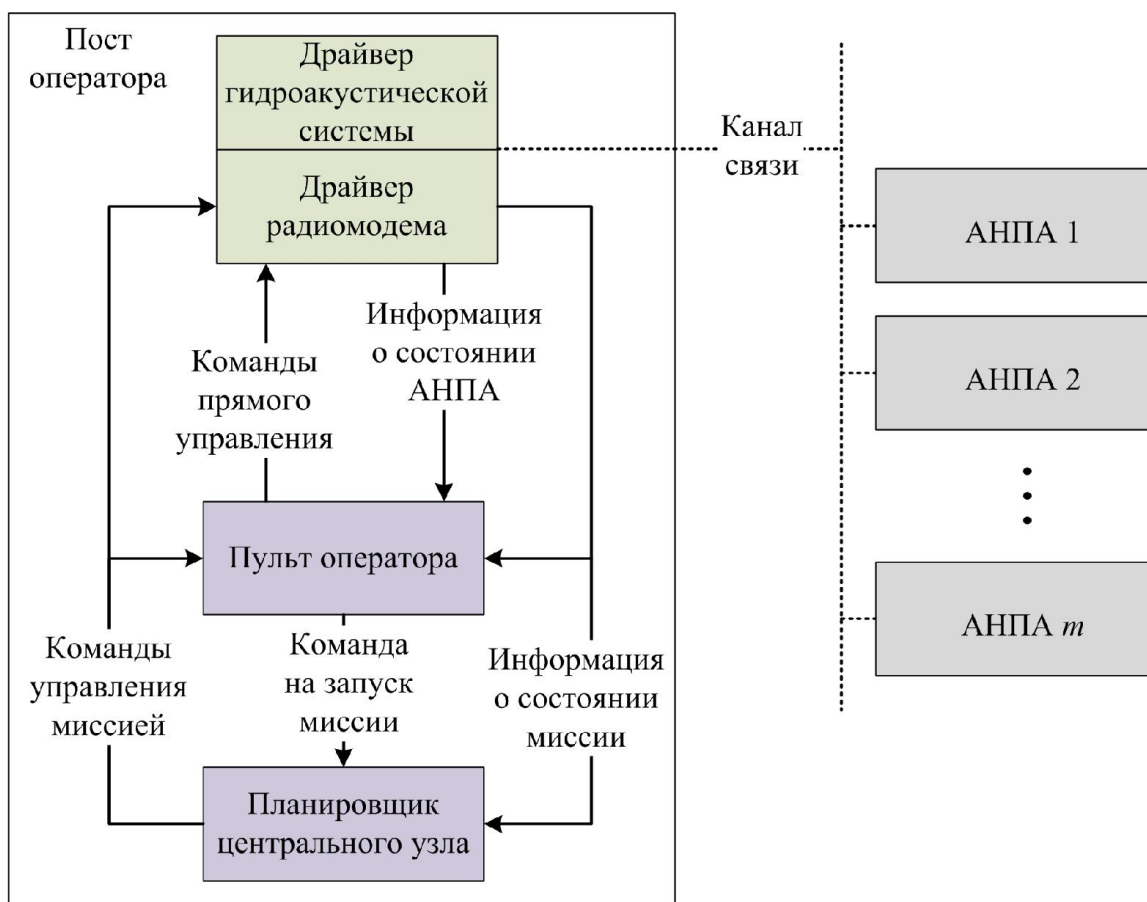 Пост
оператора
Драйвер
гидроакустической
системы
Драйвер
радиомодема
Канал
связи
АНПА 1
АНПА 2
АНПА m
Информация
о состоянии
АНПА
Команды
прямого
управления
Пульт оператора
Команды
управления
миссией
Команда
на запуск
миссии
Информация
о состоянии
миссии
Планировщик
центрального узла